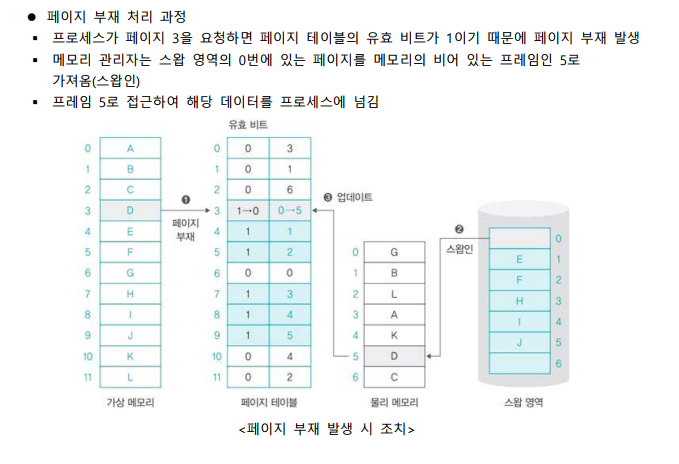 ● 페이지 부재 처리 과정
▪ 프로세스가 페이지 3을 요청하면 페이지 테이블의 유효 비트가 1이기 때문에 페이지 부재 발생
▪ 메모리 관리자는 스왑 영역의 0번에 있는 페이지를 메모리의 비어 있는 프레임인 5로
가져옴(스왑인)
▪ 프레임 5로 접근하여 해당 데이터를 프로세스에 넘김
유효 비트
0 A 0 0 3
1 B 1 0 1
2 C 2 0 6
❶ ❸ 업데이트
3 D 3 1→0 0→5
페이지
부재
❷
스왑인
4 E 4 1 1
5 F 5 1 2
6 G 6 0 0
7 H 7 1 3
8 I 8 1 4
9 J 9 1 5
10 K 10 0 4
11 L 11 0 2
0 G
1 B
2 L
3 A
4 K
5 D
6 C
0
E 1
F 2
H 3
I 4
J 5
6
가상 메모리 페이지 테이블 물리 메모리 스왑 영역
<페이지 부재 발생 시 조치>